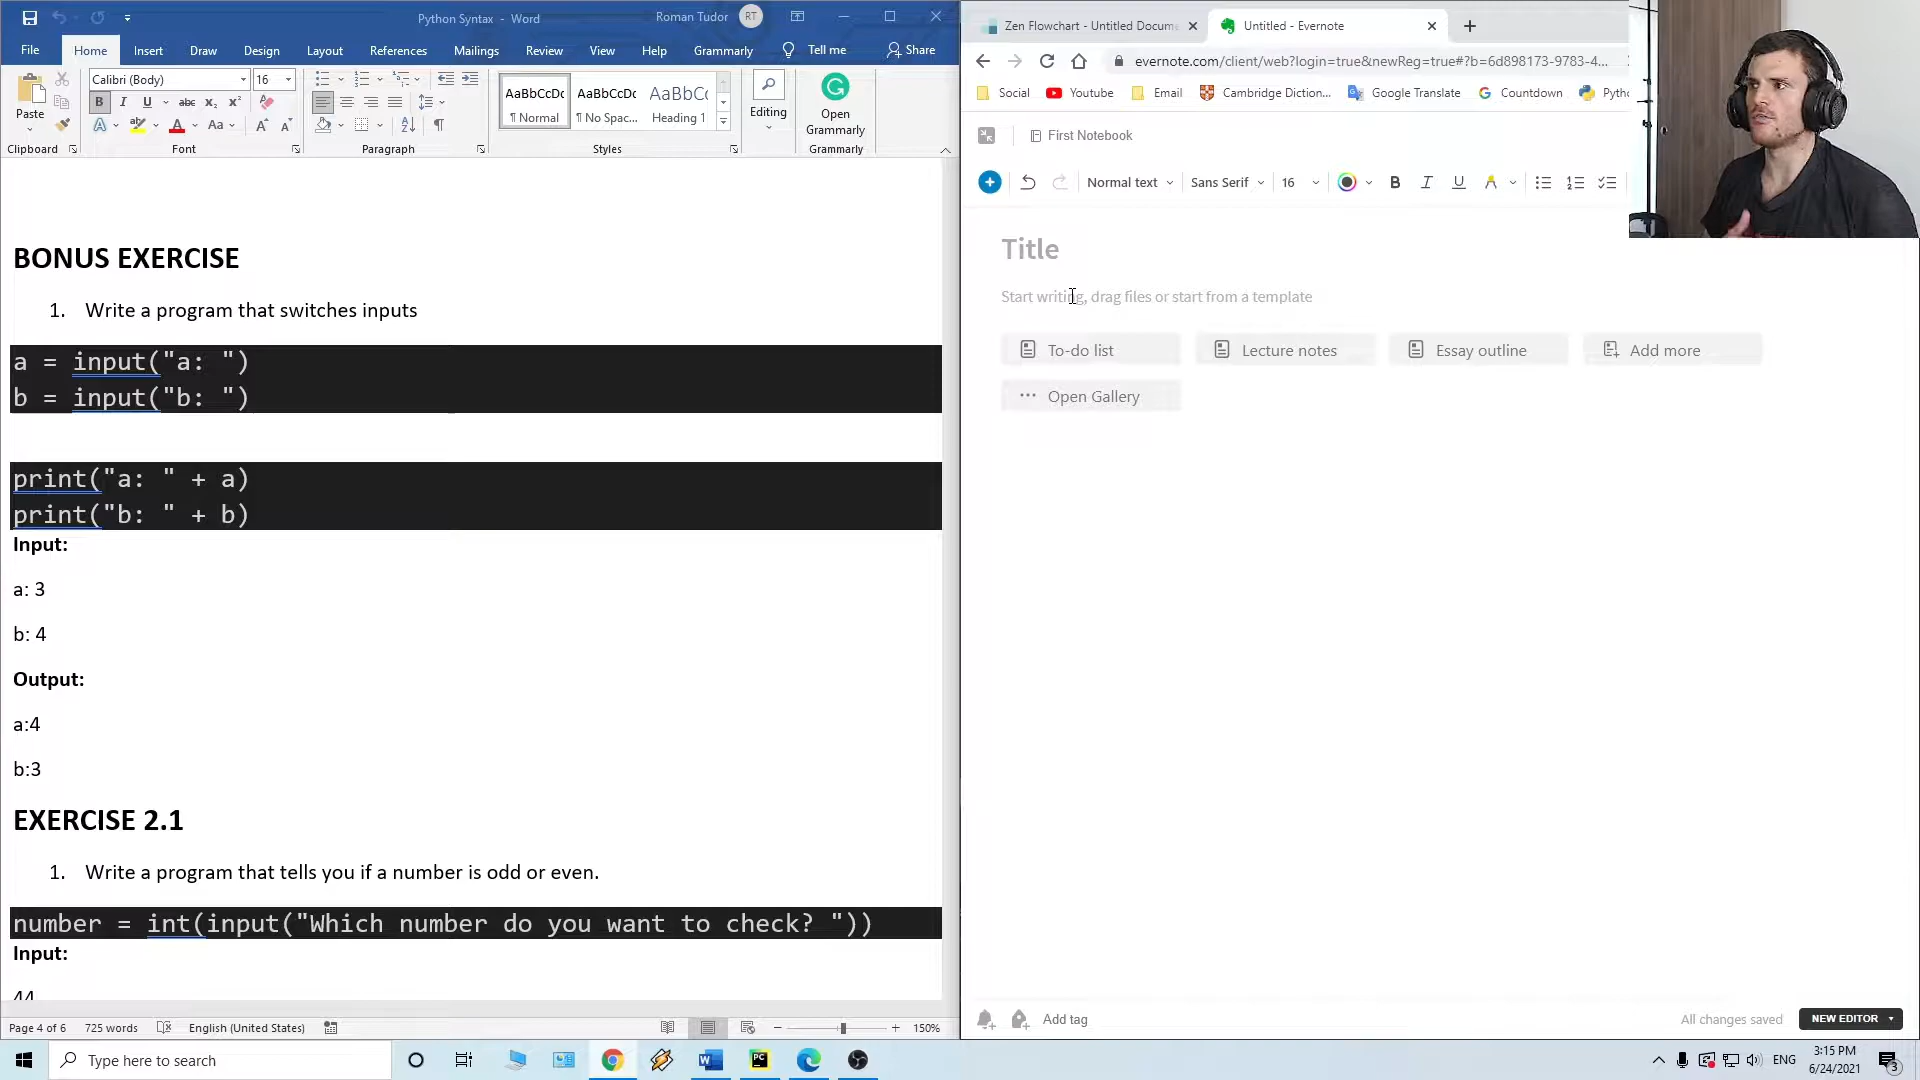 Python Syntax - Word
Roman Tudor
RT
File
Home
Insert
Draw
Design
Layout
References
Mailings
Review
View
Help
Grammarly
Tell me
Share
Paste
Calibri (Body)
16
B I U abc x₂ x²
A A Aa A A
AaBbCcDc
¶ Normal
AaBbCcDc
¶ No Spac...
AaBbCc
Heading 1
Editing
Open
Grammarly
Clipboard
Font
Paragraph
Styles
Grammarly
BONUS EXERCISE
1. Write a program that switches inputs
a = input("a: ")
b = input("b: ")
print("a: " + a)
print("b: " + b)
Input:
a: 3
b: 4
Output:
a:4
b:3
EXERCISE 2.1
1. Write a program that tells you if a number is odd or even.
number = int(input("Which number do you want to check? "))
Input:
44
Page 4 of 6
725 words
English (United States)
150%
Zen Flowchart - Untitled Docum
Untitled - Evernote
evernote.com/client/web?login=true&newReg=true#?b=6d898173-9783-4...
Social
Youtube
Email
Cambridge Diction...
Google Translate
Countdown
First Notebook
Normal text
Sans Serif
16
B I U
Title
Start writing, drag files or start from a template
To-do list
Lecture notes
Essay outline
Add more
Open Gallery
Add tag
All changes saved
NEW EDITOR
Type here to search
PC
ENG
3:15 PM
6/24/2021
3